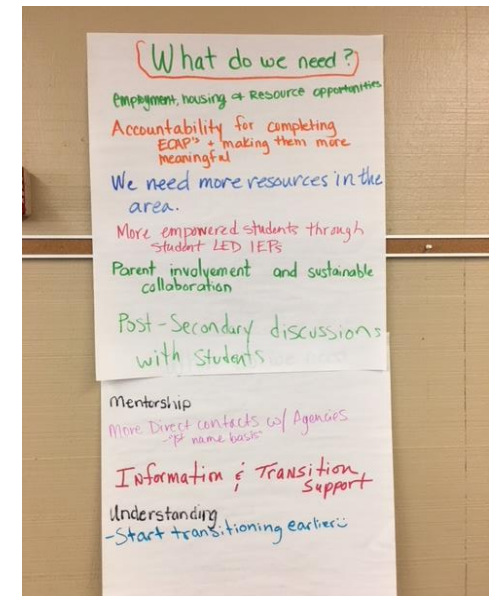 What do we need?
employment, housing & Resource opportunities
Accountability for completing
ECAP's + making them more
meaningful
We need more resources in the
area.
More empowered students through
student LED IEPs
Parent involvement and sustainable
collaboration
Post-Secondary discussions
with Students
Mentorship
More Direct contacts w/ Agencies
-"1st name basis"
Information & Transition
Support
Understanding
-Start transitioning earlier